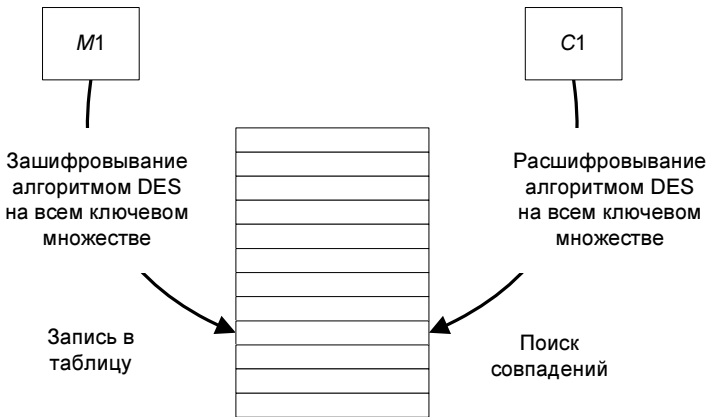 M1
C1
Зашифровывание
алгоритмом DES
на всем ключевом
множестве
Расшифровывание
алгоритмом DES
на всем ключевом
множестве
Запись в
таблицу
Поиск
совпадений